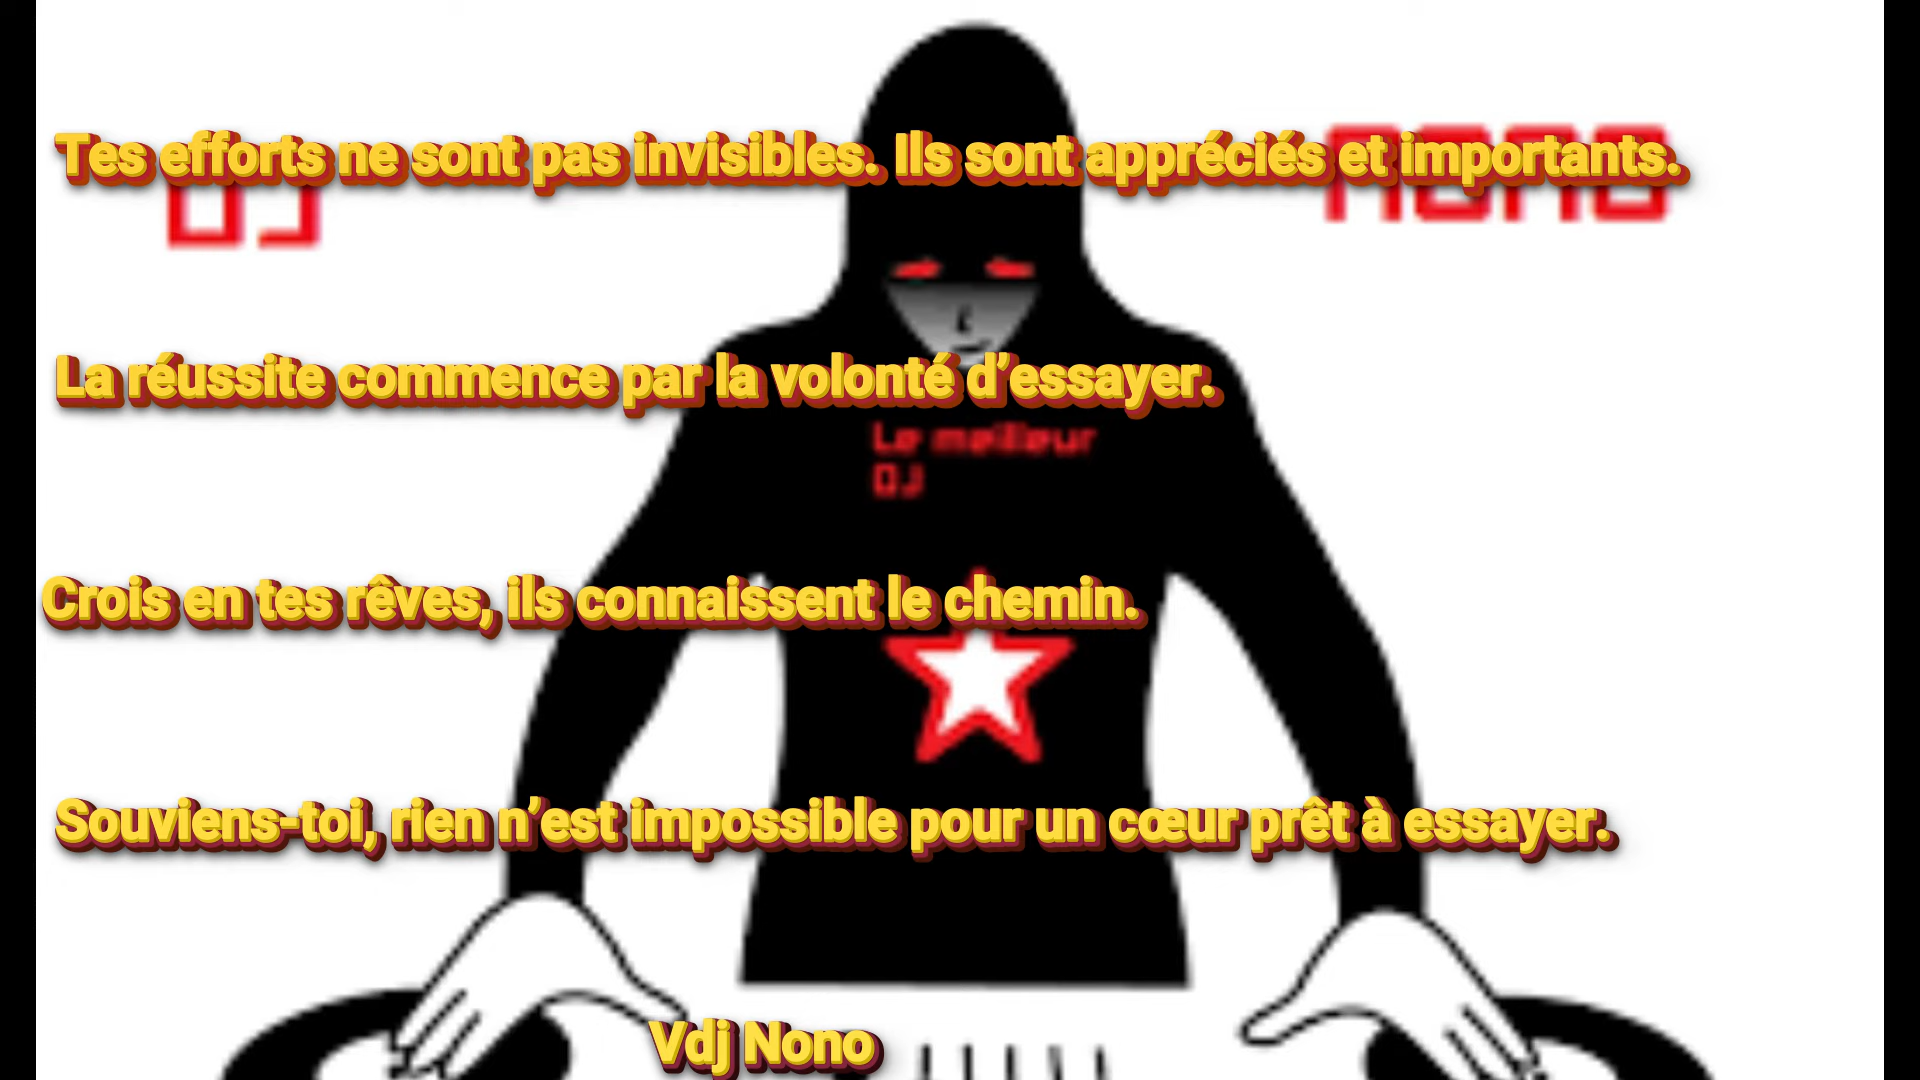 Tes efforts ne sont pas invisibles. Ils sont appréciés et importants.
DJ
NONO
La réussite commence par la volonté d’essayer.
Le meilleur
DJ
Crois en tes rêves, ils connaissent le chemin.
Souviens-toi, rien n’est impossible pour un cœur prêt à essayer.
Vdj Nono